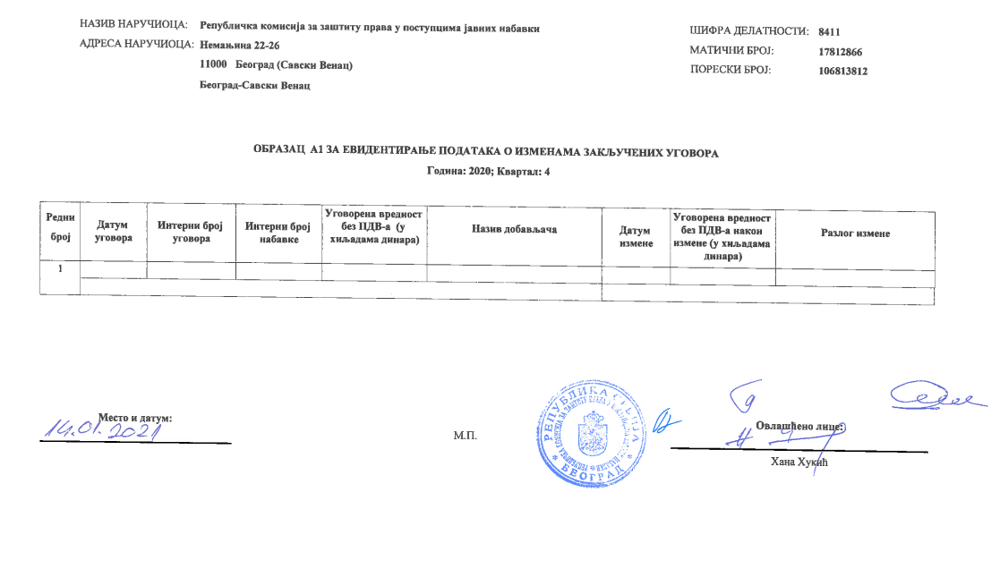 НАЗИВ НАРУЧИОЦА: Републичка комисија за заштиту права у поступцима јавних набавки
АДРЕСА НАРУЧИОЦА: Немањина 22-26
11000 Београд (Савски Венац)
Београд-Савски Венац
ШИФРА ДЕЛАТНОСТИ: 8411
МАТИЧНИ БРОЈ: 17812866
ПОРЕСКИ БРОЈ: 106813812
ОБРАЗАЦ А1 ЗА ЕВИДЕНТИРАЊЕ ПОДАТАКА О ИЗМЕНАМА ЗАКЉУЧЕНИХ УГОВОРА
Година: 2020; Квартал: 4
Редни
број
Датум
уговора
Интерни број
уговора
Интерни број
набавке
Уговорена вредност
без ПДВ-а (у
хиљадама динара)
Назив добављача
Датум
измене
Уговорена вредност
без ПДВ-а након
измене (у хиљадама
динара)
Разлог измене
1
Место и датум:
14.01.2021
М.П.
РЕПУБЛИКА СРБИЈА
БЕОГРАД
Овлашћено лице:
Хана Хукић